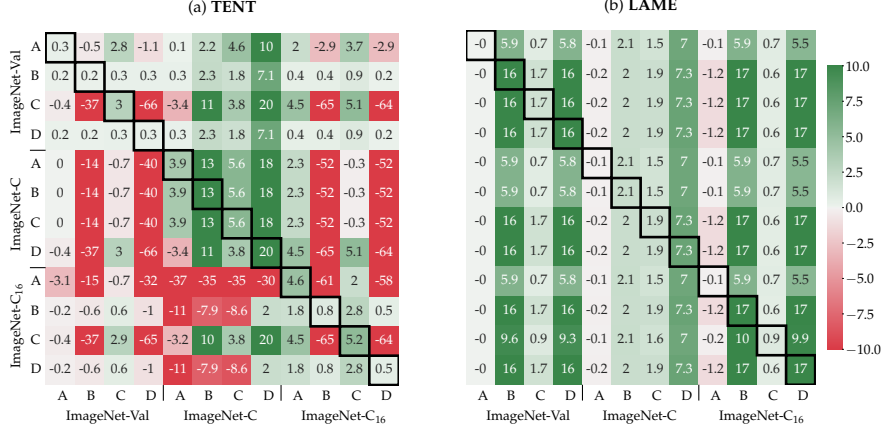 (a) TENT
(b) LAME
ImageNet-Val
A 0.3 -0.5 2.8 -1.1 0.1 2.2 4.6 10 2 -2.9 3.7 -2.9
B 0.2 0.2 0.3 0.3 0.3 2.3 1.8 7.1 0.4 0.4 0.9 0.2
C -0.4 -37 3 -66 -3.4 11 3.8 20 4.5 -65 5.1 -64
D 0.2 0.2 0.3 0.3 0.3 2.3 1.8 7.1 0.4 0.4 0.9 0.2
ImageNet-C
A 0 -14 -0.7 -40 3.9 13 5.6 18 2.3 -52 -0.3 -52
B 0 -14 -0.7 -40 3.9 13 5.6 18 2.3 -52 -0.3 -52
C 0 -14 -0.7 -40 3.9 13 5.6 18 2.3 -52 -0.3 -52
D -0.4 -37 3 -66 -3.4 11 3.8 20 4.5 -65 5.1 -64
ImageNet-C16
A -3.1 -15 -0.7 -32 -37 -35 -35 -30 4.6 -61 2 -58
B -0.2 -0.6 0.6 -1 -11 -7.9 -8.6 2 1.8 0.8 2.8 0.5
C -0.4 -37 2.9 -65 -3.2 10 3.8 20 4.5 -65 5.2 -64
D -0.2 -0.6 0.6 -1 -11 -7.9 -8.6 2 1.8 0.8 2.8 0.5
A B C D A B C D A B C D
ImageNet-Val ImageNet-C ImageNet-C16
-0 5.9 0.7 5.8 -0.1 2.1 1.5 7 -0.1 5.9 0.7 5.5
-0 16 1.7 16 -0.2 2 1.9 7.3 -1.2 17 0.6 17
-0 16 1.7 16 -0.2 2 1.9 7.3 -1.2 17 0.6 17
-0 16 1.7 16 -0.2 2 1.9 7.3 -1.2 17 0.6 17
-0 5.9 0.7 5.8 -0.1 2.1 1.5 7 -0.1 5.9 0.7 5.5
-0 5.9 0.7 5.8 -0.1 2.1 1.5 7 -0.1 5.9 0.7 5.5
-0 16 1.7 16 -0.2 2 1.9 7.3 -1.2 17 0.6 17
-0 16 1.7 16 -0.2 2 1.9 7.3 -1.2 17 0.6 17
-0 5.9 0.7 5.8 -0.1 2.1 1.5 7 -0.1 5.9 0.7 5.5
-0 16 1.7 16 -0.2 2 1.9 7.3 -1.2 17 0.6 17
-0 9.6 0.9 9.3 -0.1 2.1 1.6 7 -0.2 10 0.9 9.9
-0 16 1.7 16 -0.2 2 1.9 7.3 -1.2 17 0.6 17
A B C D A B C D A B C D
ImageNet-Val ImageNet-C ImageNet-C16
10.0
7.5
5.0
2.5
0.0
−2.5
−5.0
−7.5
−10.0